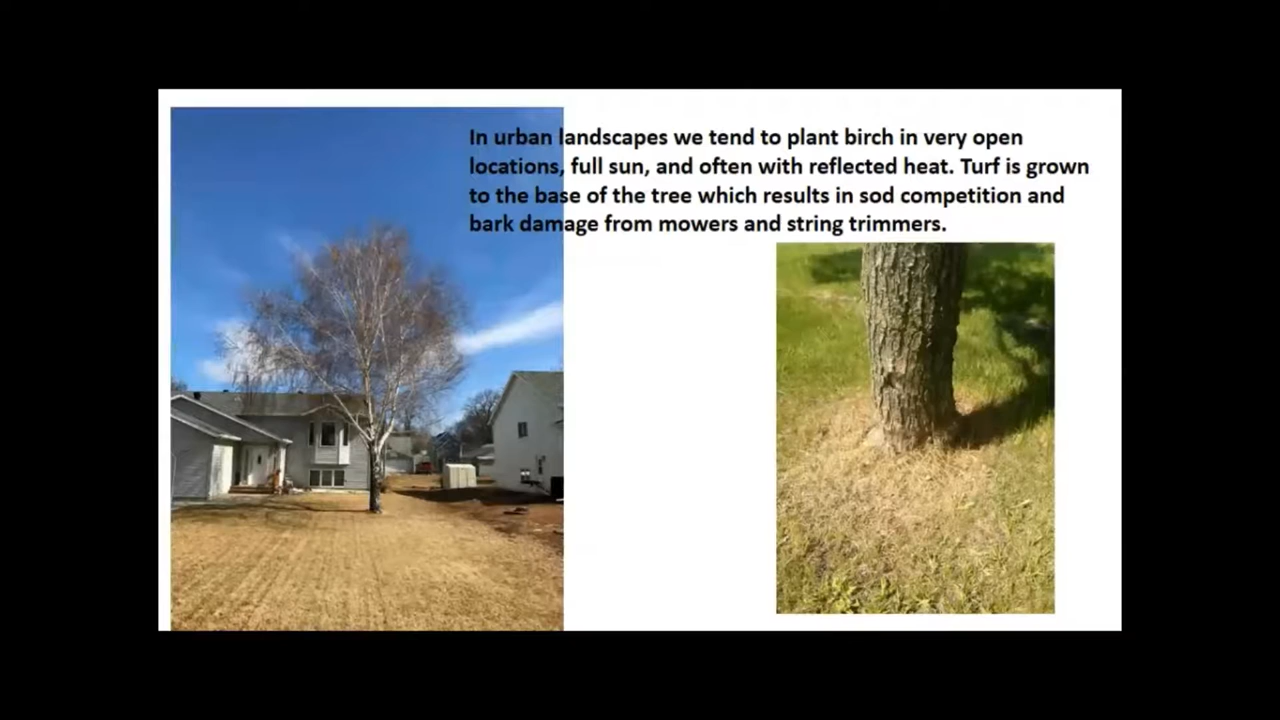 In urban landscapes we tend to plant birch in very open
locations, full sun, and often with reflected heat. Turf is grown
to the base of the tree which results in sod competition and
bark damage from mowers and string trimmers.